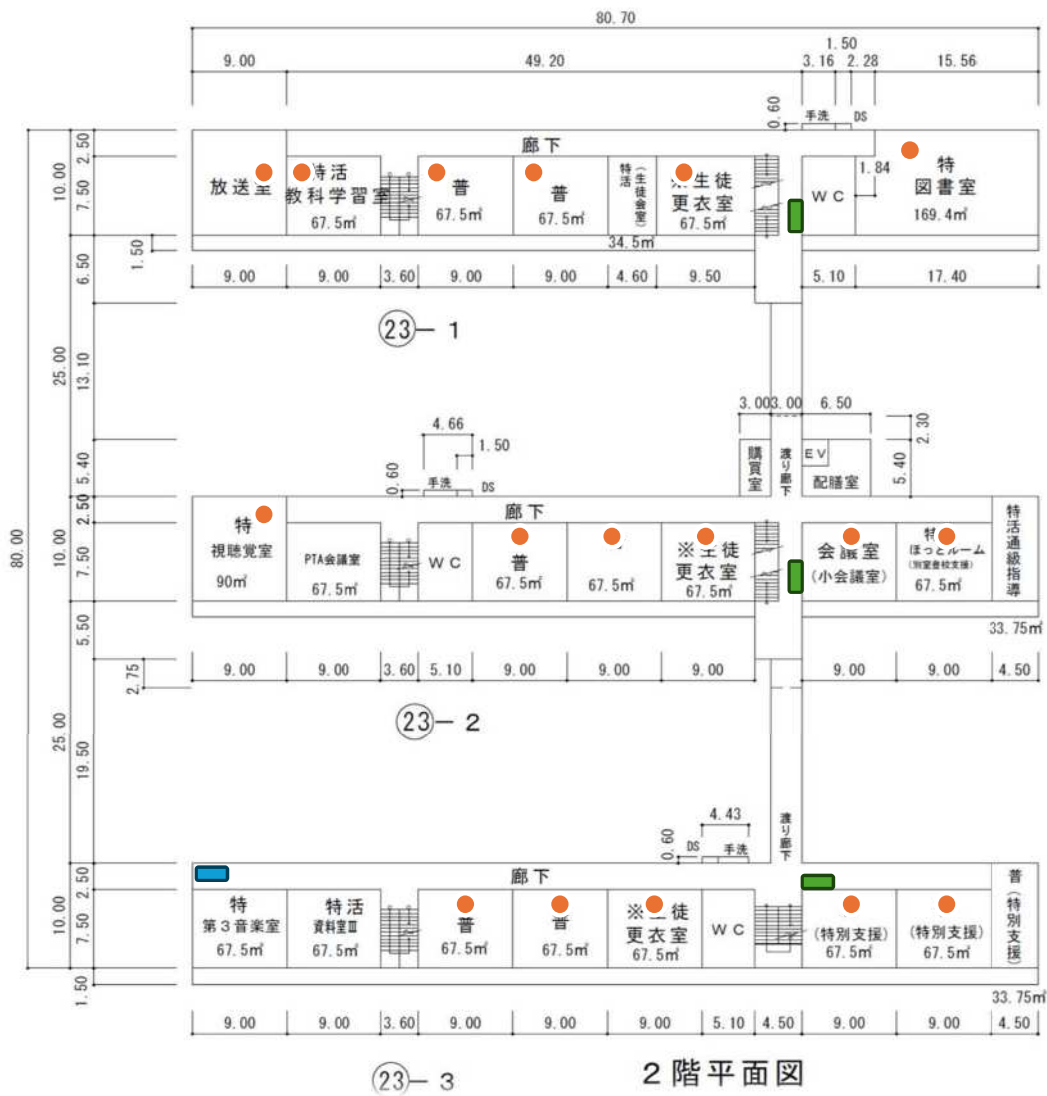 80.70
1.50
9.00 49.20 3.16 2.28 15.56
0.60 手洗 DS
2.50
10.00
7.50
廊下
放送室
特活
教科学習室
67.5㎡
普
67.5㎡
普
67.5㎡
特活
(生徒会室)
34.5㎡
※生徒
更衣室
67.5㎡
WC
1.84
特
図書室
169.4㎡
1.50
6.50
9.00 9.00 3.60 9.00 9.00 4.60 9.50 5.10 17.40
23-1
25.00
13.10
3.00 3.00 6.50
2.30
4.66
1.50
購買室
渡り廊下
EV
配膳室
5.40
5.40
0.60 手洗 DS
80.00
2.50
10.00
7.50
廊下
特
視聴覚室
90㎡
PTA会議室
67.5㎡
WC
普
67.5㎡
67.5㎡
※生徒
更衣室
67.5㎡
会議室
(小会議室)
特
ほっとルーム
(別室登校支援)
67.5㎡
特活通級指導
33.75㎡
5.50
2.75
9.00 9.00 3.60 5.10 9.00 9.00 9.00 9.00 9.00 4.50
23-2
25.00
19.50
4.43
渡り廊下
0.60 DS 手洗
2.50
10.00
7.50
廊下
特
第3音楽室
67.5㎡
特活
資料室Ⅲ
67.5㎡
普
67.5㎡
普
67.5㎡
※生徒
更衣室
67.5㎡
WC
(特別支援)
67.5㎡
(特別支援)
67.5㎡
普(特別支援)
33.75㎡
1.50
9.00 9.00 3.60 9.00 9.00 9.00 5.10 4.50 9.00 9.00 4.50
23-3
2階平面図